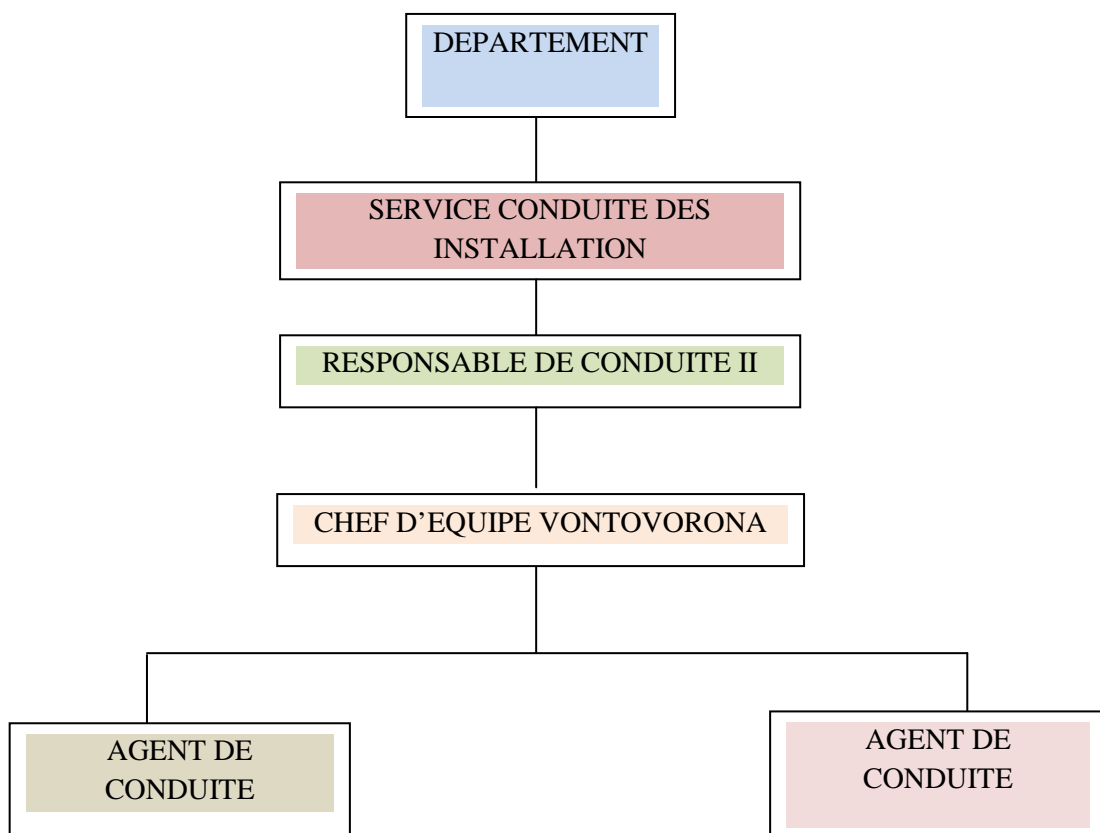 DEPARTEMENT
SERVICE CONDUITE DES
INSTALLATION
RESPONSABLE DE CONDUITE II
CHEF D’EQUIPE VONTOVORONA
AGENT DE
CONDUITE
AGENT DE
CONDUITE